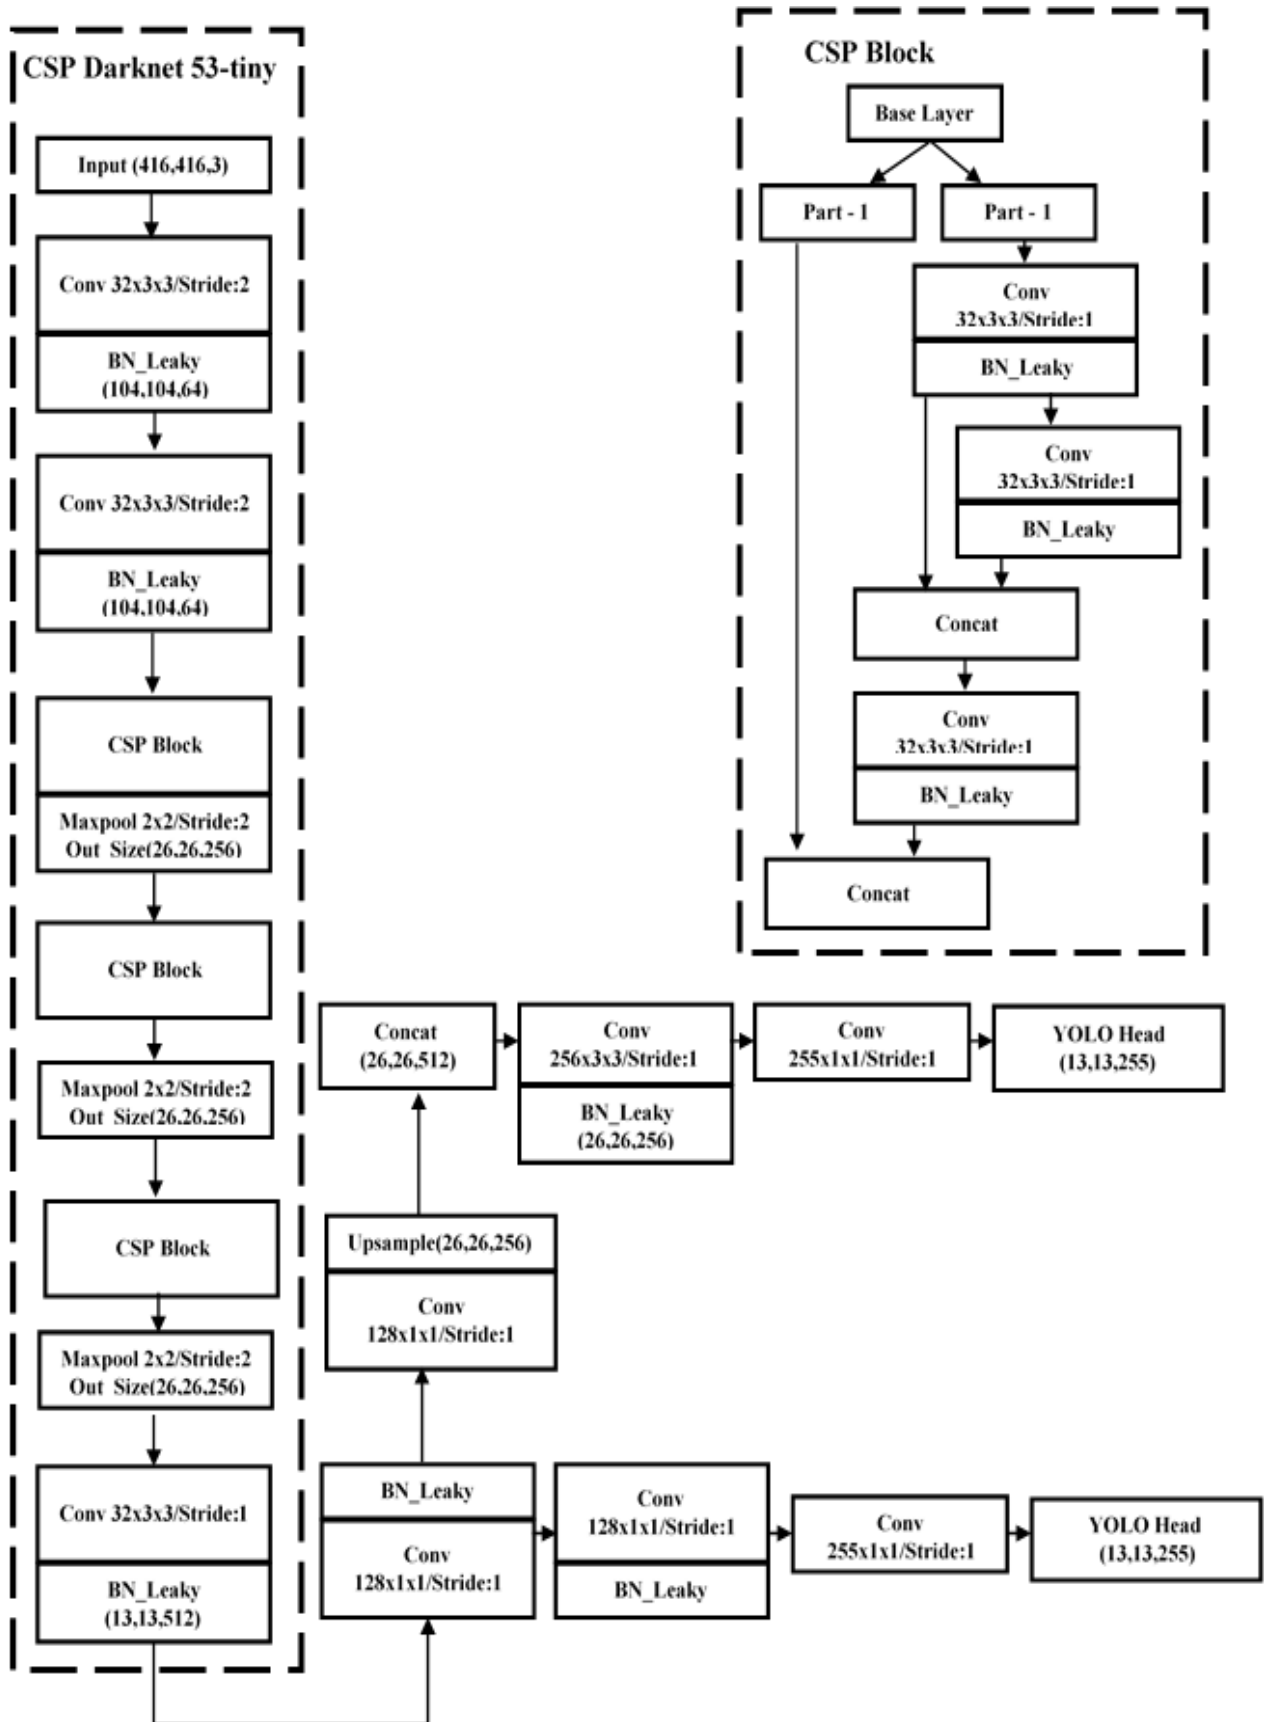 CSP Darknet 53-tiny
Input (416,416,3)
Conv 32x3x3/Stride:2
BN_Leaky
(104,104,64)
Conv 32x3x3/Stride:2
BN_Leaky
(104,104,64)
CSP Block
Maxpool 2x2/Stride:2
Out_Size(26,26,256)
CSP Block
Maxpool 2x2/Stride:2
Out_Size(26,26,256)
CSP Block
Maxpool 2x2/Stride:2
Out_Size(26,26,256)
Conv 32x3x3/Stride:1
BN_Leaky
(13,13,512)
CSP Block
Base Layer
Part - 1
Part - 1
Conv
32x3x3/Stride:1
BN_Leaky
Conv
32x3x3/Stride:1
BN_Leaky
Concat
Conv
32x3x3/Stride:1
BN_Leaky
Concat
Concat
(26,26,512)
Conv
256x3x3/Stride:1
BN_Leaky
(26,26,256)
Conv
255x1x1/Stride:1
YOLO Head
(13,13,255)
Upsample(26,26,256)
Conv
128x1x1/Stride:1
BN_Leaky
Conv
128x1x1/Stride:1
Conv
128x1x1/Stride:1
BN_Leaky
Conv
255x1x1/Stride:1
YOLO Head
(13,13,255)